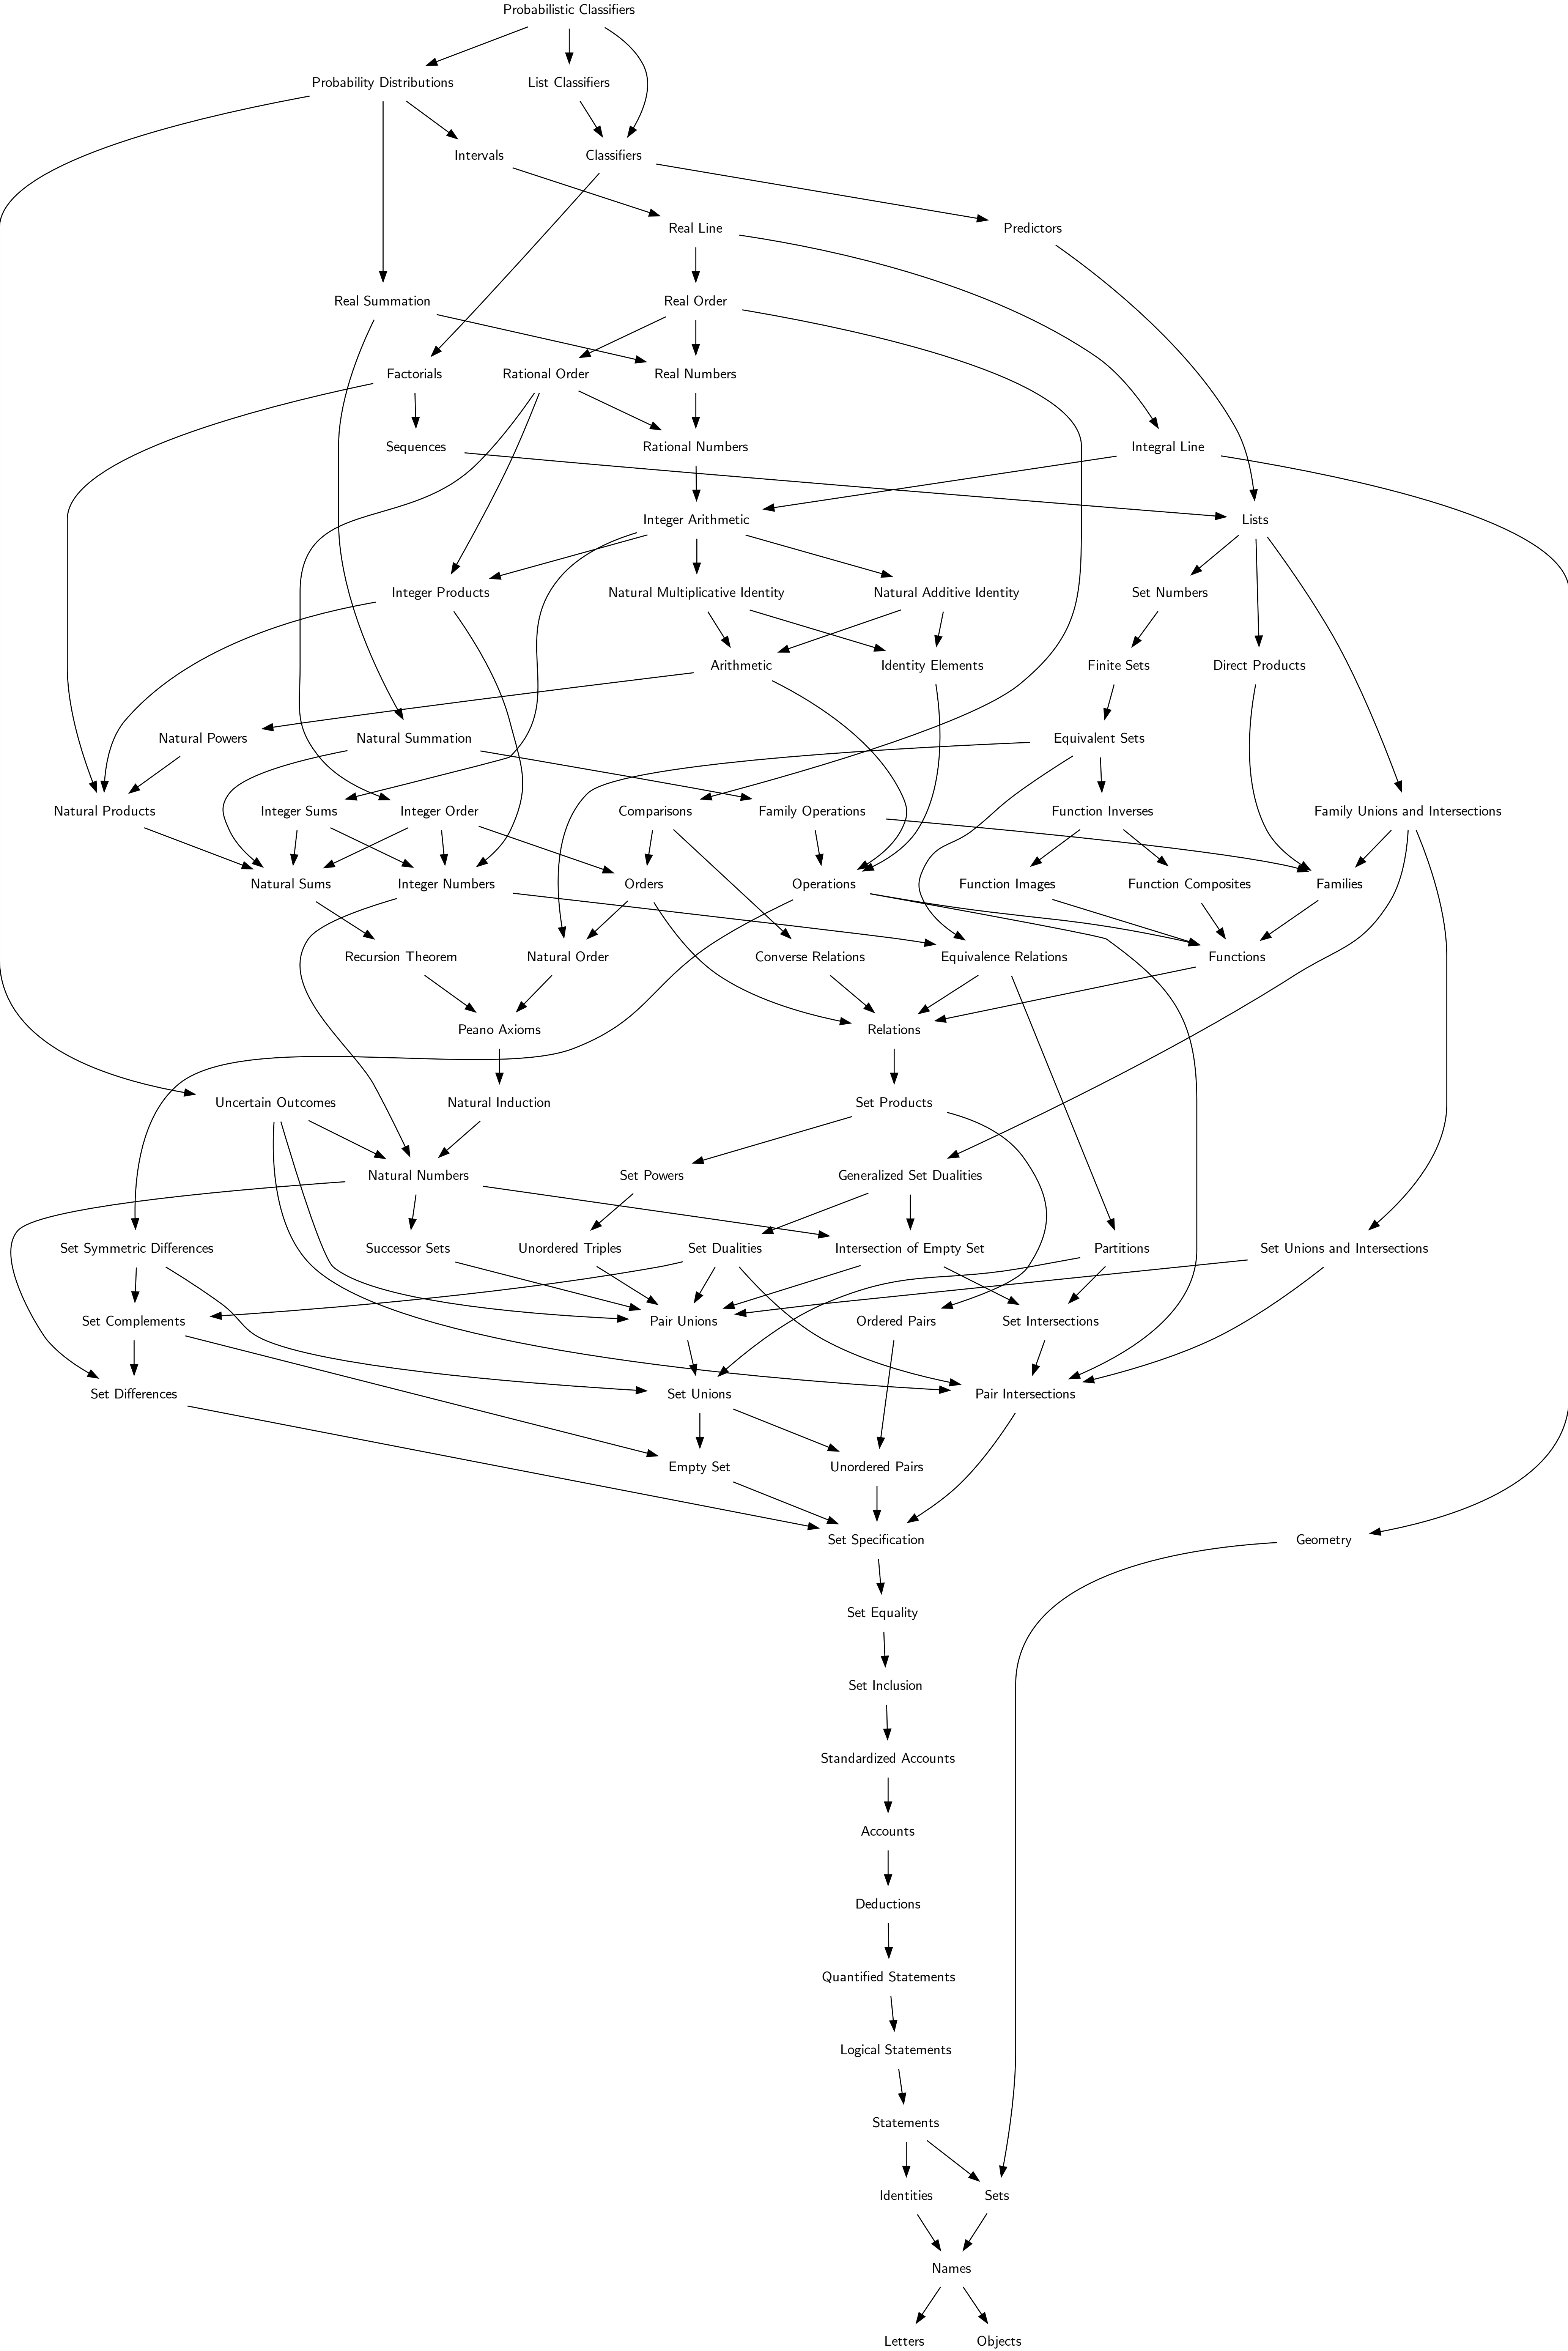 Probabilistic Classifiers
Probability Distributions
List Classifiers
Intervals
Classifiers
Real Line
Predictors
Real Summation
Real Order
Factorials
Rational Order
Real Numbers
Sequences
Rational Numbers
Integral Line
Integer Arithmetic
Lists
Integer Products
Natural Multiplicative Identity
Natural Additive Identity
Set Numbers
Arithmetic
Identity Elements
Finite Sets
Direct Products
Natural Powers
Natural Summation
Equivalent Sets
Natural Products
Integer Sums
Integer Order
Comparisons
Family Operations
Function Inverses
Family Unions and Intersections
Natural Sums
Integer Numbers
Orders
Operations
Function Images
Function Composites
Families
Recursion Theorem
Natural Order
Converse Relations
Equivalence Relations
Functions
Peano Axioms
Relations
Uncertain Outcomes
Natural Induction
Set Products
Natural Numbers
Set Powers
Generalized Set Dualities
Set Symmetric Differences
Successor Sets
Unordered Triples
Set Dualities
Intersection of Empty Set
Partitions
Set Unions and Intersections
Set Complements
Pair Unions
Ordered Pairs
Set Intersections
Set Differences
Set Unions
Pair Intersections
Empty Set
Unordered Pairs
Set Specification
Geometry
Set Equality
Set Inclusion
Standardized Accounts
Accounts
Deductions
Quantified Statements
Logical Statements
Statements
Identities
Sets
Names
Letters
Objects